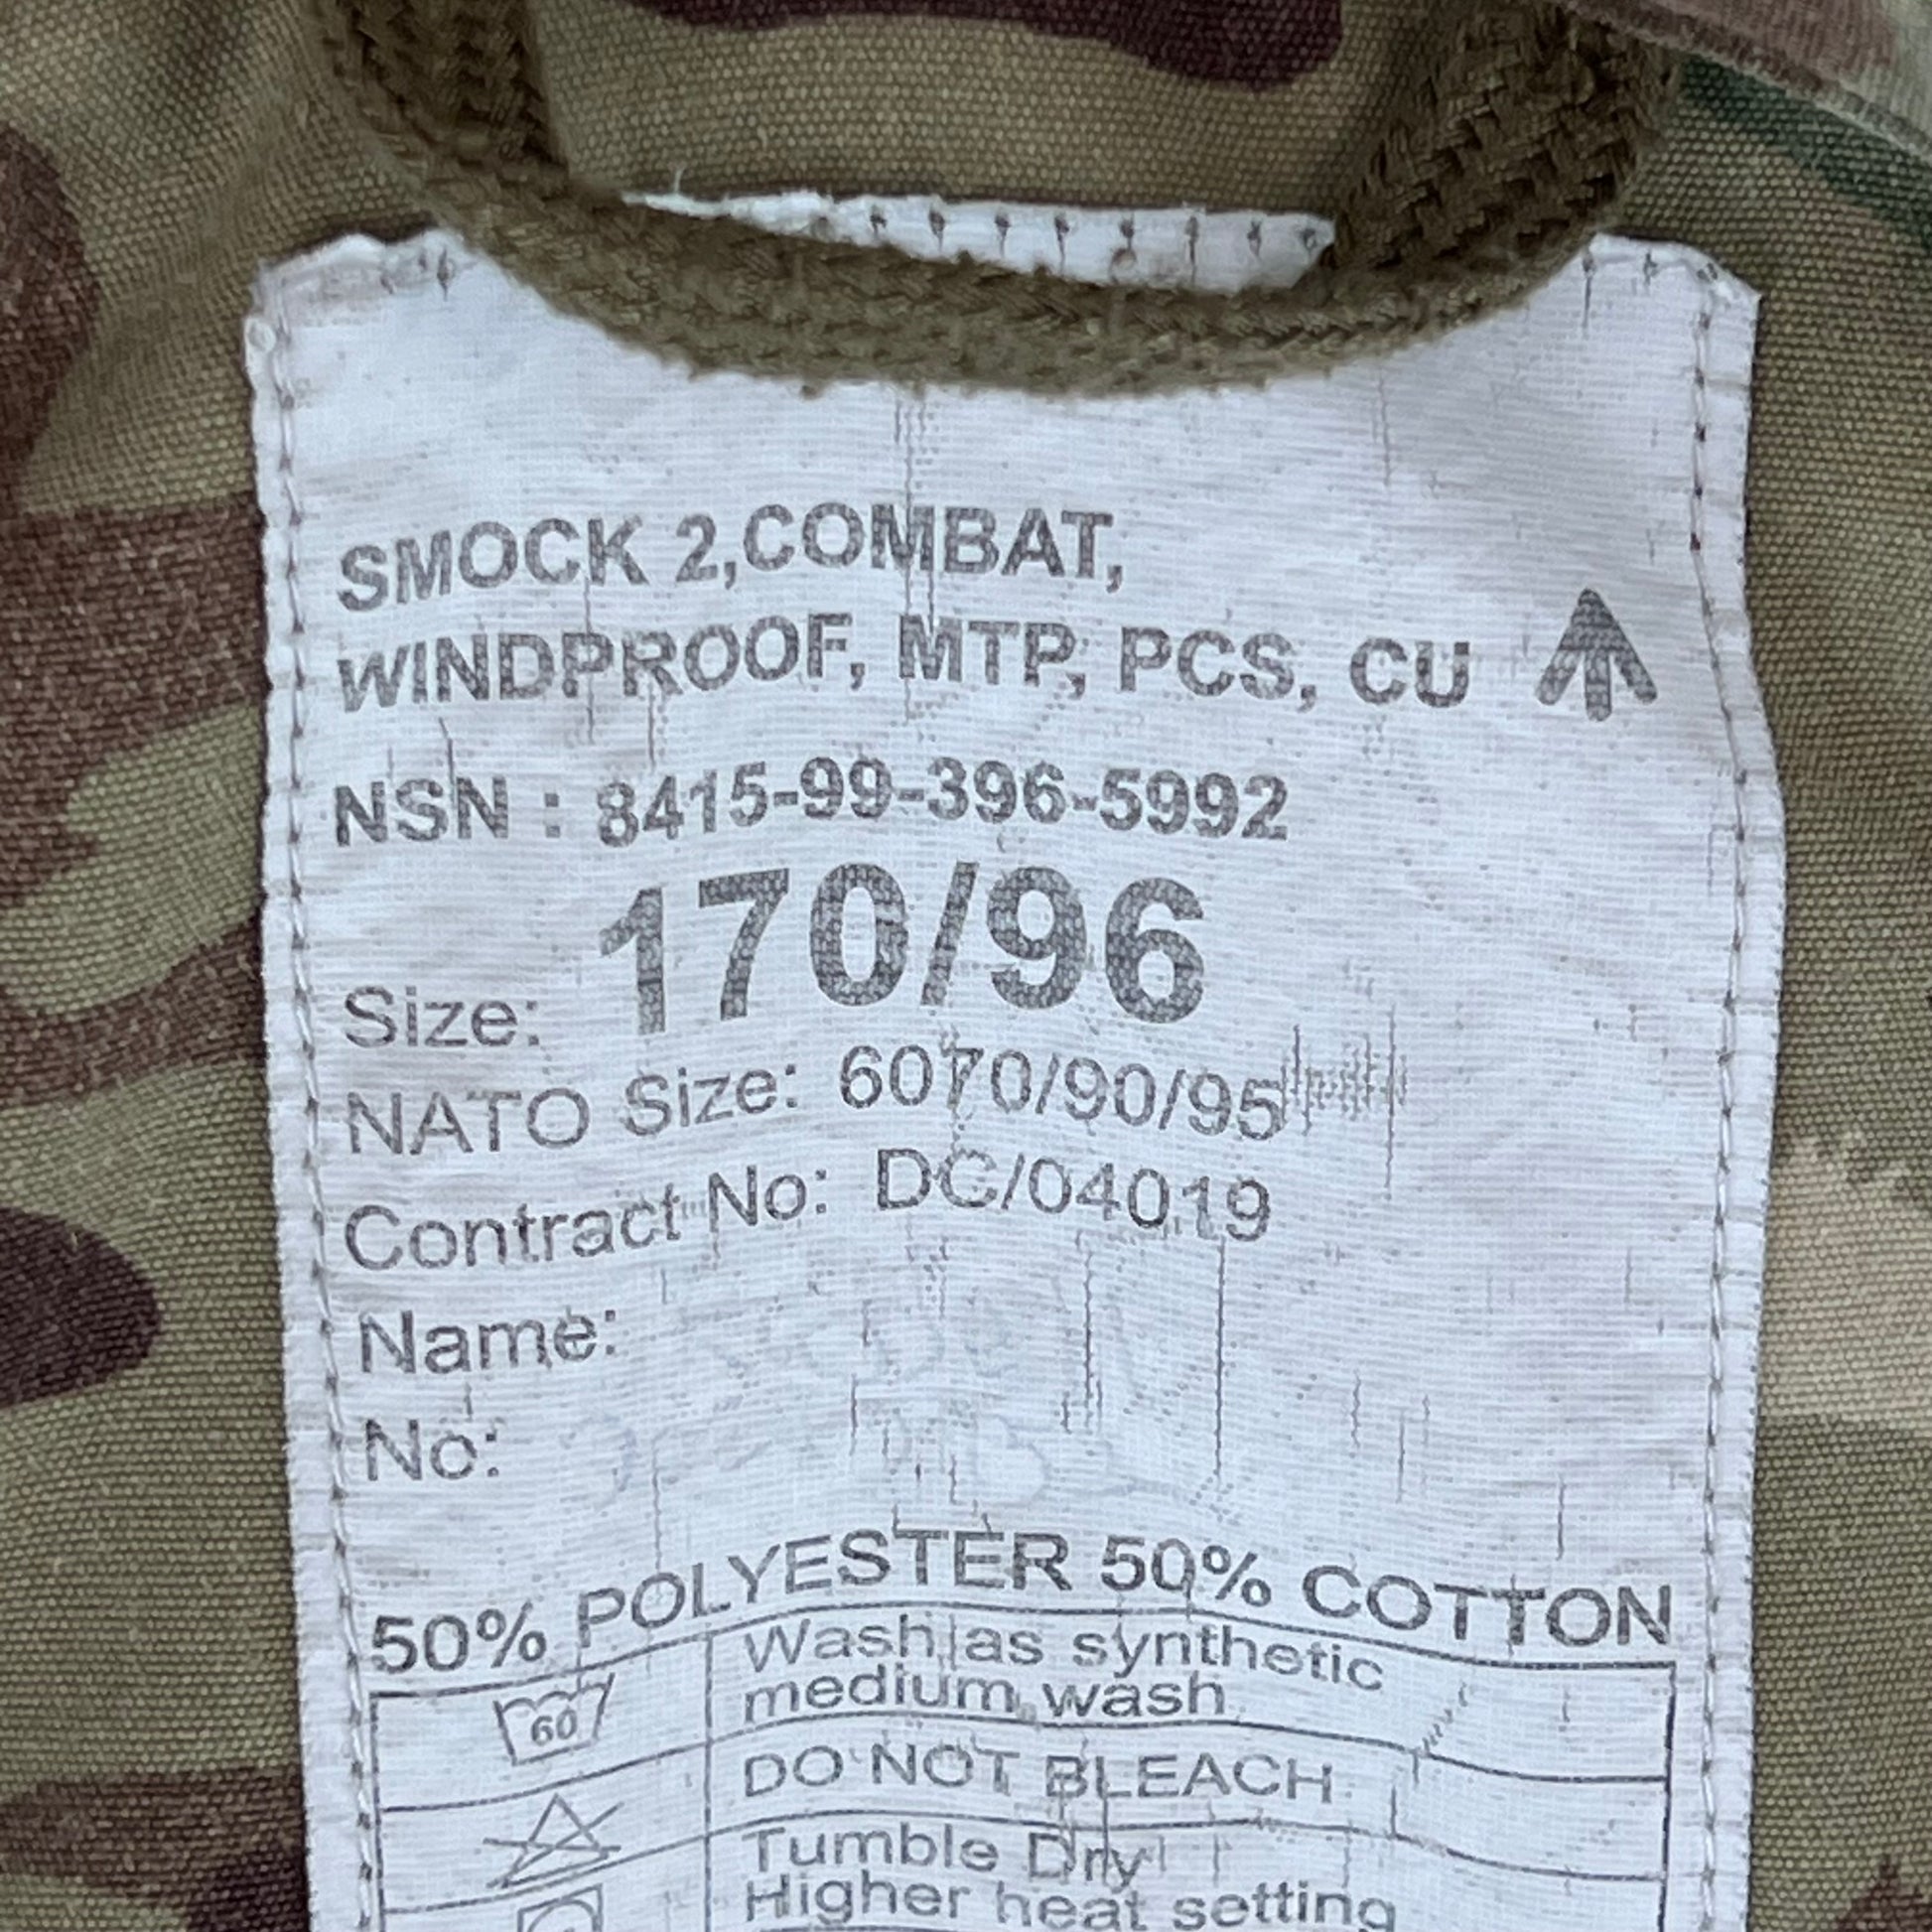 SMOCK 2,COMBAT,
WINDPROOF, MTP, PCS, CU
NSN : 8415-99-396-5992
Size: 170/96
NATO Size: 6070/90/95
Contract No: DC/04019
Name:
No:
50% POLYESTER 50% COTTON
60 Wash as synthetic
medium wash
DO NOT BLEACH
Tumble Dry
Higher heat setting